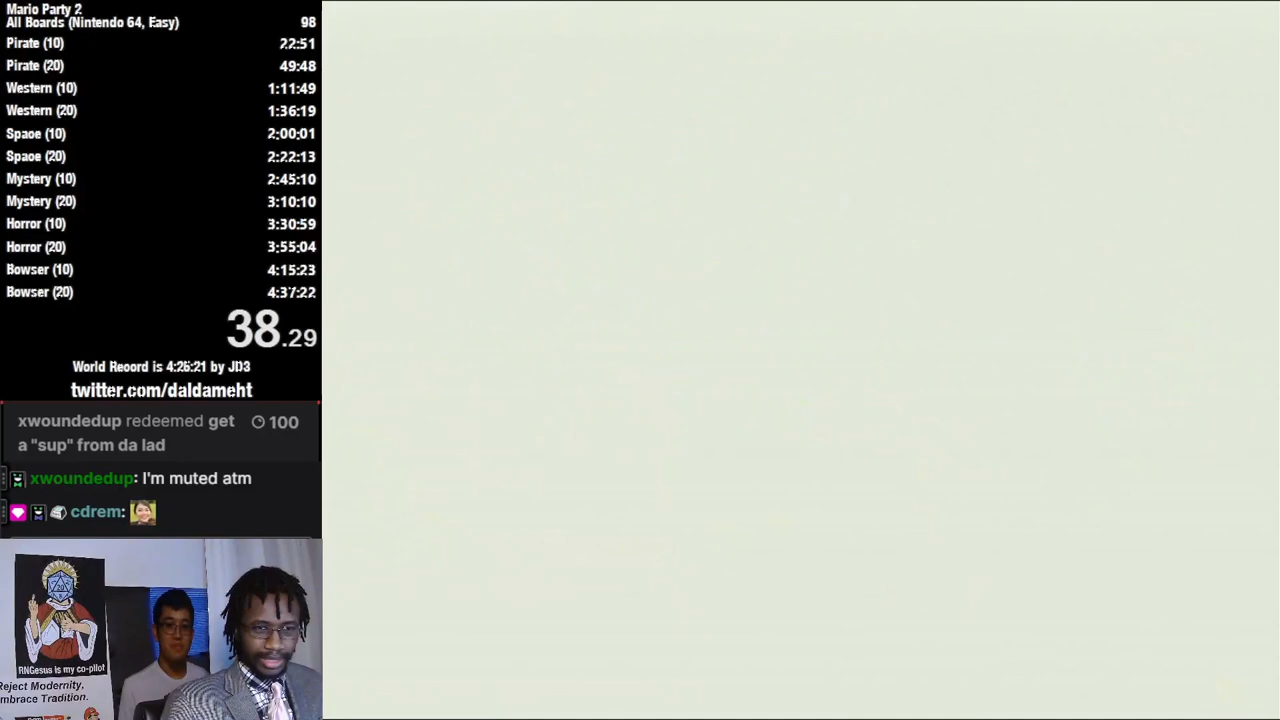 Mario Party 2
All Boards (Nintendo 64, Easy) 98
Pirate (10) 22:51
Pirate (20) 49:48
Western (10) 1:11:49
Western (20) 1:36:19
Space (10) 2:00:01
Space (20) 2:22:13
Mystery (10) 2:45:10
Mystery (20) 3:10:10
Horror (10) 3:30:59
Horror (20) 3:55:04
Bowser (10) 4:15:23
Bowser (20) 4:37:22
38.29
World Record is 4:26:21 by JD3
twitter.com/daldameht
xwoundedup redeemed get 100
a "sup" from da lad
xwoundedup: I'm muted atm
cdrem:
RNGesus is my co-pilot
Reject Modernity,
Embrace Tradition.